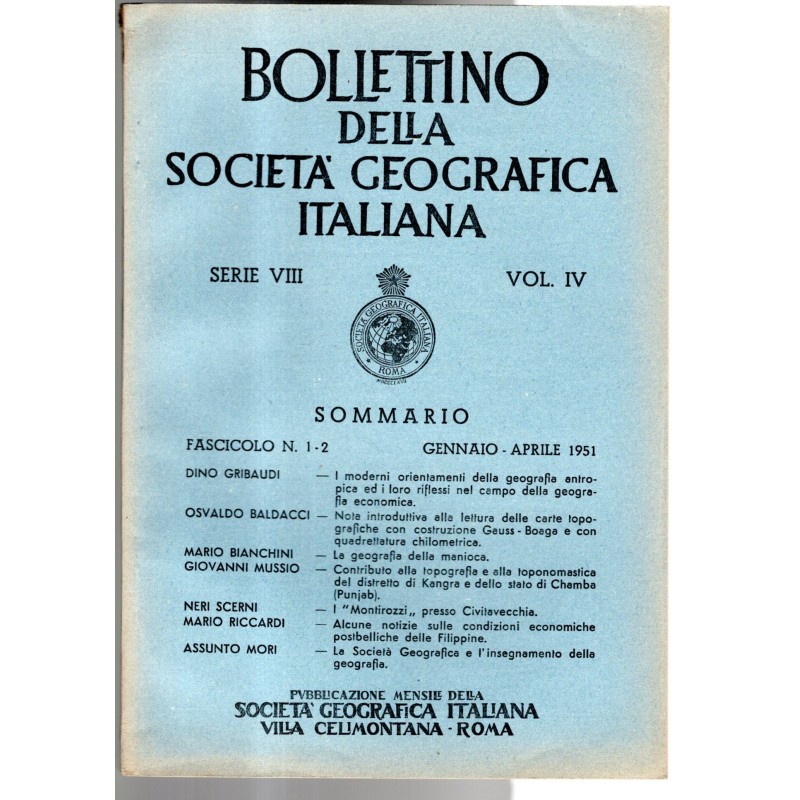 BOLLETTINO
DELLA
SOCIETÀ GEOGRAFICA
ITALIANA
SERIE VIII
VOL. IV
SOCIETÀ GEOGRAFICA ITALIANA
ROMA
SOMMARIO
FASCICOLO N. 1-2 GENNAIO - APRILE 1951
DINO GRIBAUDI — I moderni orientamenti della geografia antro-
pica ed i loro riflessi nel campo della geogra-
fia economica.
OSVALDO BALDACCI — Note introduttiva alla lettura delle carte topo-
grafiche con costruzione Gauss-Boaga e con
quadrettatura chilometrica.
MARIO BIANCHINI — La geografia della manioca.
GIOVANNI MUSSIO — Contributo alla topografia e alla toponomastica
del distretto di Kangra e dello stato di Chamba
(Punjab).
NERI SCERNI — I "Montirozzi„ presso Civitavecchia.
MARIO RICCARDI — Alcune notizie sulle condizioni economiche
postbelliche delle Filippine.
ASSUNTO MORI — La Società Geografica e l'insegnamento della
geografia.
PVBBLICAZIONE MENSILE DELLA
SOCIETÀ GEOGRAFICA ITALIANA
VILLA CELIMONTANA - ROMA